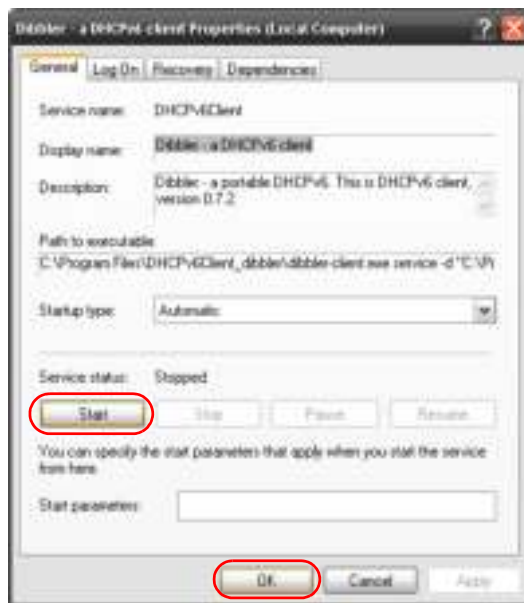 Dibbler - a DHCPv6 client Properties (Local Computer)
General Log On Recovery Dependencies
Service name: DHCPv6Client
Display name: Dibbler - a DHCPv6 client
Description: Dibbler - a portable DHCPv6. This is DHCPv6 client, version 0.7.2
Path to executable:
C:\Program Files\DHCPv6Client_dibbler\dibbler-client.exe service -d "C:\Pr
Startup type: Automatic
Service status: Stopped
Start Stop Pause Resume
You can specify the start parameters that apply when you start the service
from here.
Start parameters:
OK Cancel Apply